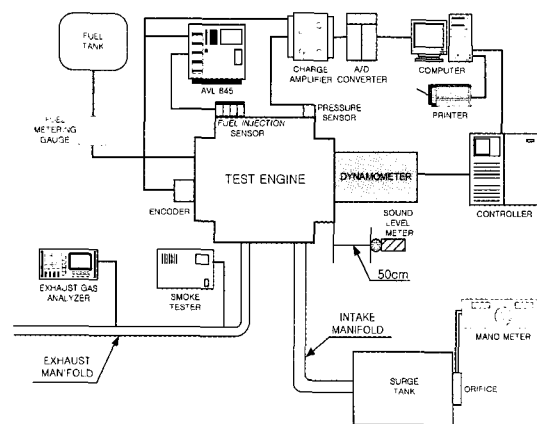 FUEL
TANK
AVL 845
CHARGE
AMPLIFIER
A/D
CONVERTER
COMPUTER
PRINTER
FUEL
METERING
GAUGE
FUEL INJECTION
SENSOR
PRESSURE
SENSOR
TEST ENGINE
DYNAMOMETER
CONTROLLER
ENCODER
SOUND
LEVEL
METER
50cm
EXHAUST GAS
ANALYZER
SMOKE
TESTER
INTAKE
MANIFOLD
MANO METER
EXHAUST
MANIFOLD
SURGE
TANK
ORIFICE